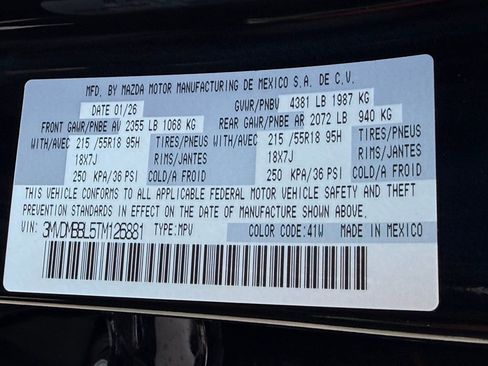 MFD. BY MAZDA MOTOR MANUFACTURING DE MEXICO S.A. DE C.V.
DATE 01/26 GVWR/PNBV 4381 LB 1987 KG
FRONT GAWR/PNBE AV 2355 LB 1068 KG REAR GAWR/PNBE AR 2072 LB 940 KG
WITH/AVEC 215 /55R18 95H TIRES/PNEUS WITH/AVEC 215 /55R18 95H TIRES/PNEUS
18X7J RIMS/JANTES 18X7J RIMS/JANTES
250 KPA/36 PSI COLD/A FROID 250 KPA/36 PSI COLD/A FROID
THIS VEHICLE CONFORMS TO ALL APPLICABLE FEDERAL MOTOR VEHICLE SAFETY AND THEFT
PREVENTION STANDARDS IN EFFECT ON THE DATE OF MANUFACTURE SHOWN ABOVE.
VIN: 3MVDMBBL5TM126881 TYPE:MPV COLOR CODE:41W MADE IN MEXICO